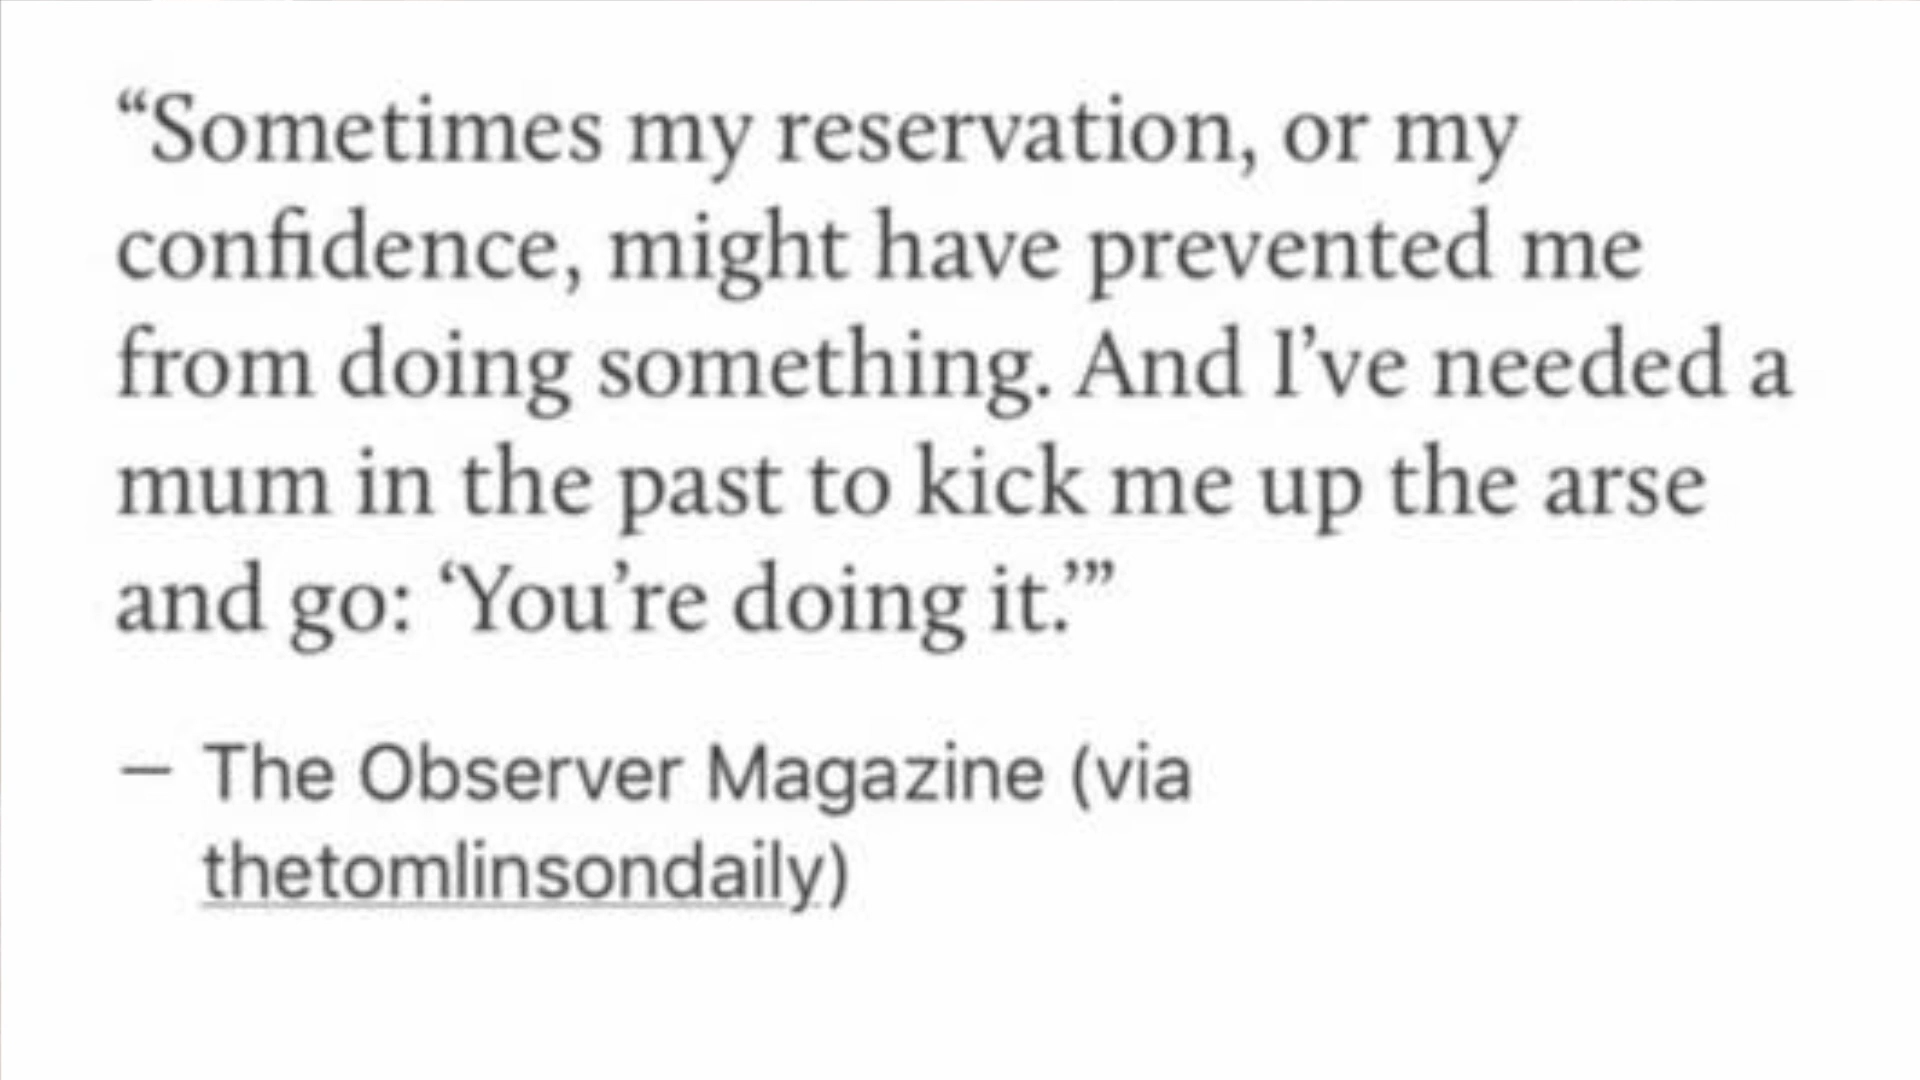 “Sometimes my reservation, or my
confidence, might have prevented me
from doing something. And I’ve needed a
mum in the past to kick me up the arse
and go: ‘You’re doing it.’”
— The Observer Magazine (via
thetomlinsondaily)